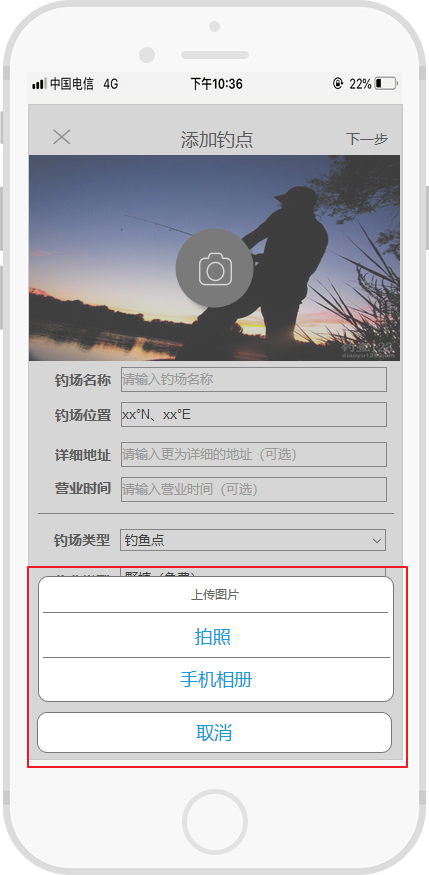 中国电信 4G 下午10:36 22%
添加钓点 下一步
钓场名称 请输入钓场名称
钓场位置 xx°N、xx°E
详细地址 请输入更为详细的地址（可选）
营业时间 请输入营业时间（可选）
钓场类型 钓鱼点
上传图片
拍照
手机相册
取消